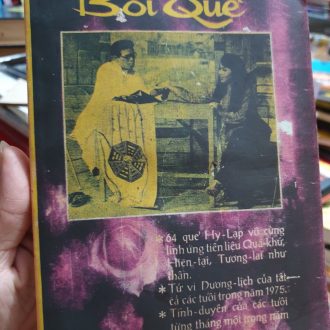 Bói Quẻ
* 64 quẻ Hy-Lạp vô cùng
linh ứng tiên liệu Quá-khứ,
Hiện-tại, Tương-lai như
thần.
* Tử vi Dương-lịch của tất-
cả các tuổi trong năm 1975.
* Tình-duyên của các tuổi
từng tháng một trong năm